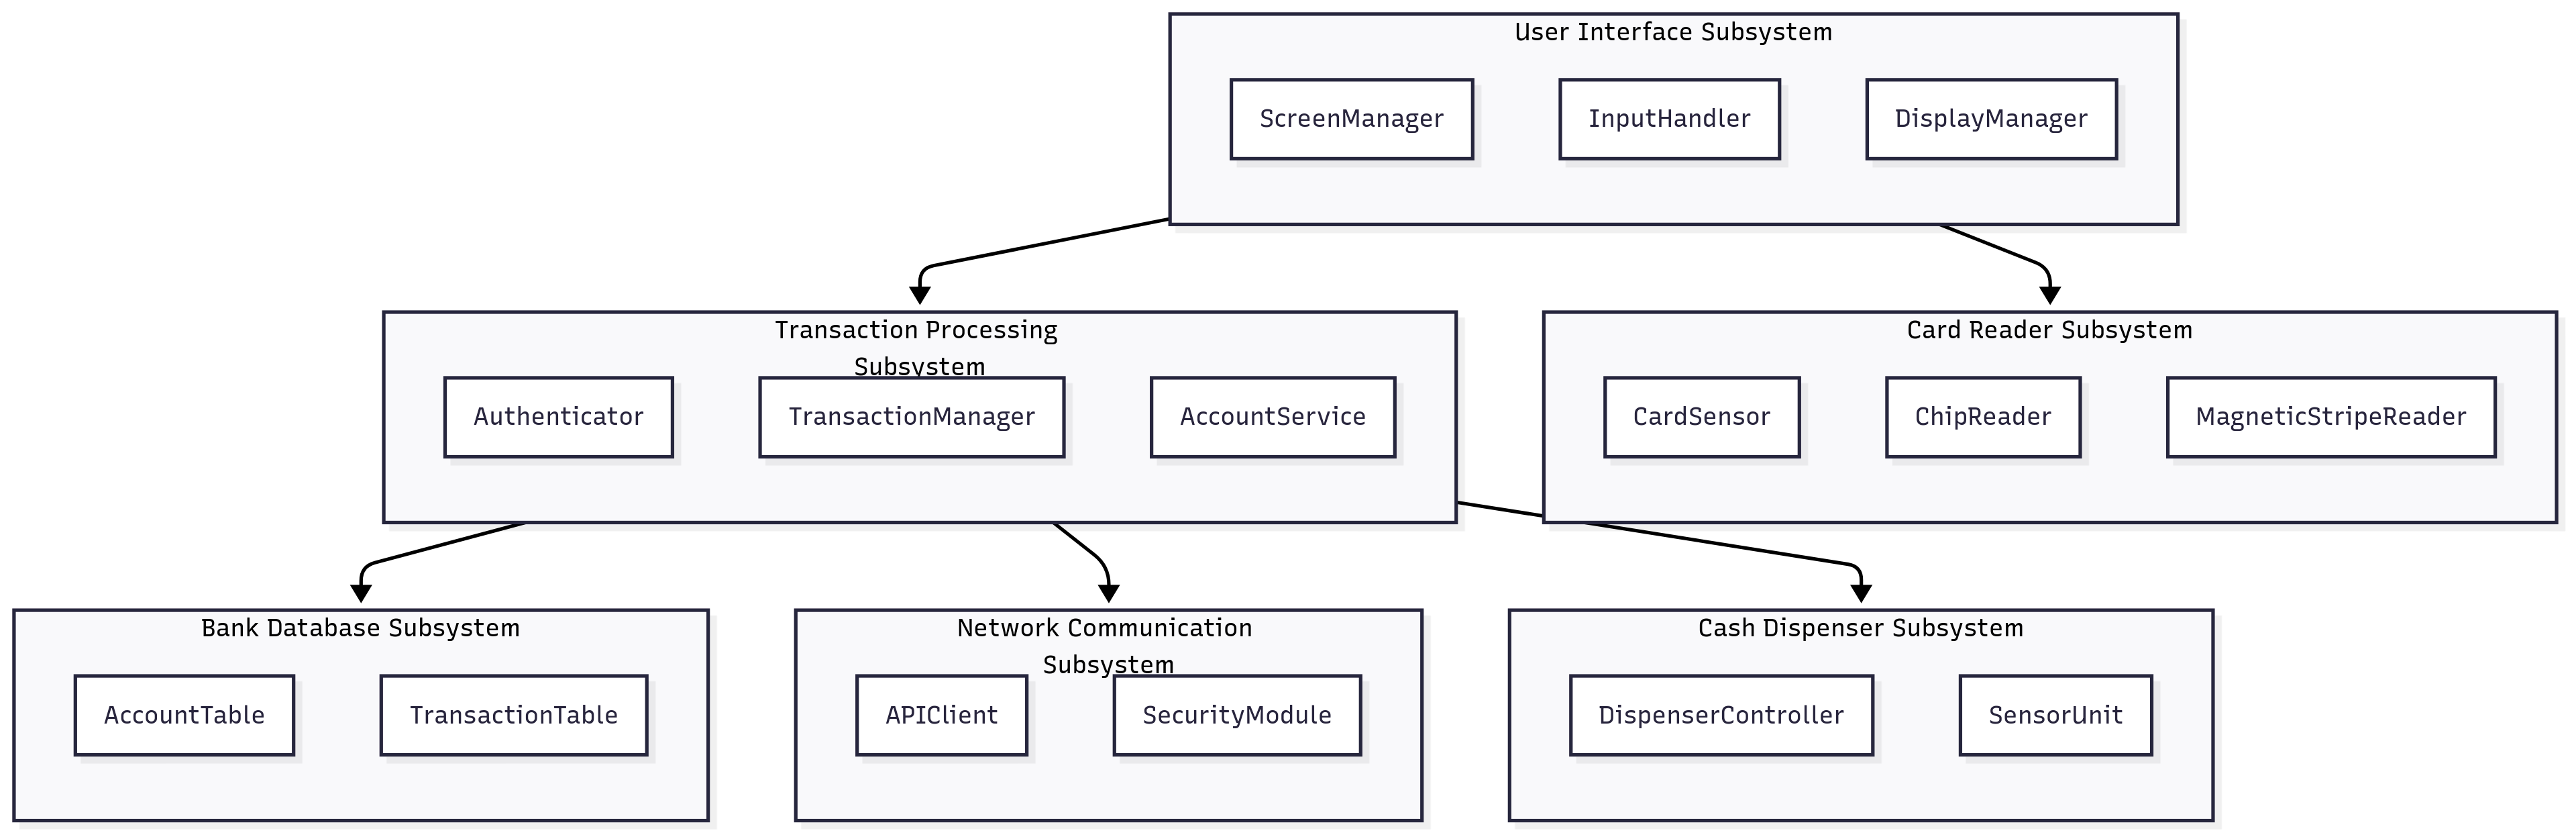 User Interface Subsystem
ScreenManager
InputHandler
DisplayManager
Transaction Processing
Subsystem
Authenticator
TransactionManager
AccountService
Card Reader Subsystem
CardSensor
ChipReader
MagneticStripeReader
Bank Database Subsystem
AccountTable
TransactionTable
Network Communication
Subsystem
APIClient
SecurityModule
Cash Dispenser Subsystem
DispenserController
SensorUnit